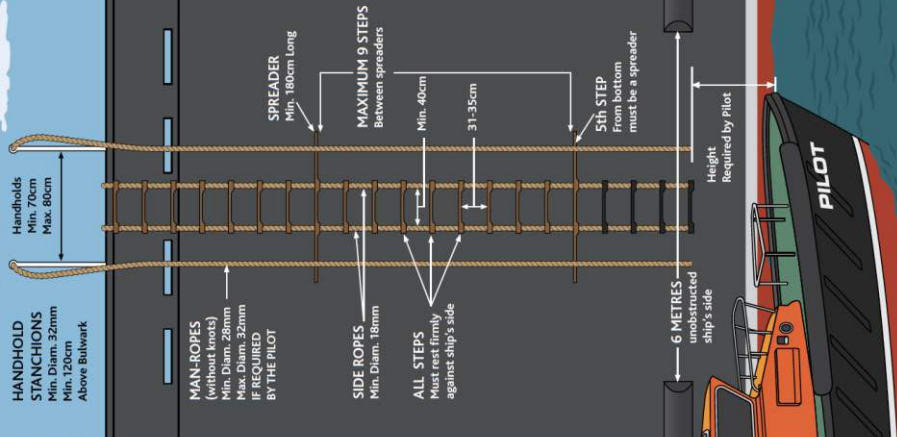 HANDHOLD
STANCHIONS
Min. Diam. 32mm
Min. 120cm
Above Bulwark
Handholds
Min. 70cm
Max. 80cm
MAN-ROPES
(without knots)
Min. Diam. 28mm
Max. Diam. 32mm
IF REQUIRED
BY THE PILOT
SPREADER
Min. 180cm Long
MAXIMUM 9 STEPS
Between spreaders
SIDE ROPES
Min. Diam. 18mm
Min. 40cm
ALL STEPS
Must rest firmly
against ship's side
31-35cm
5th STEP
From bottom
must be a spreader
6 METRES
unobstructed
ship's side
Height
Required by Pilot
PILOT